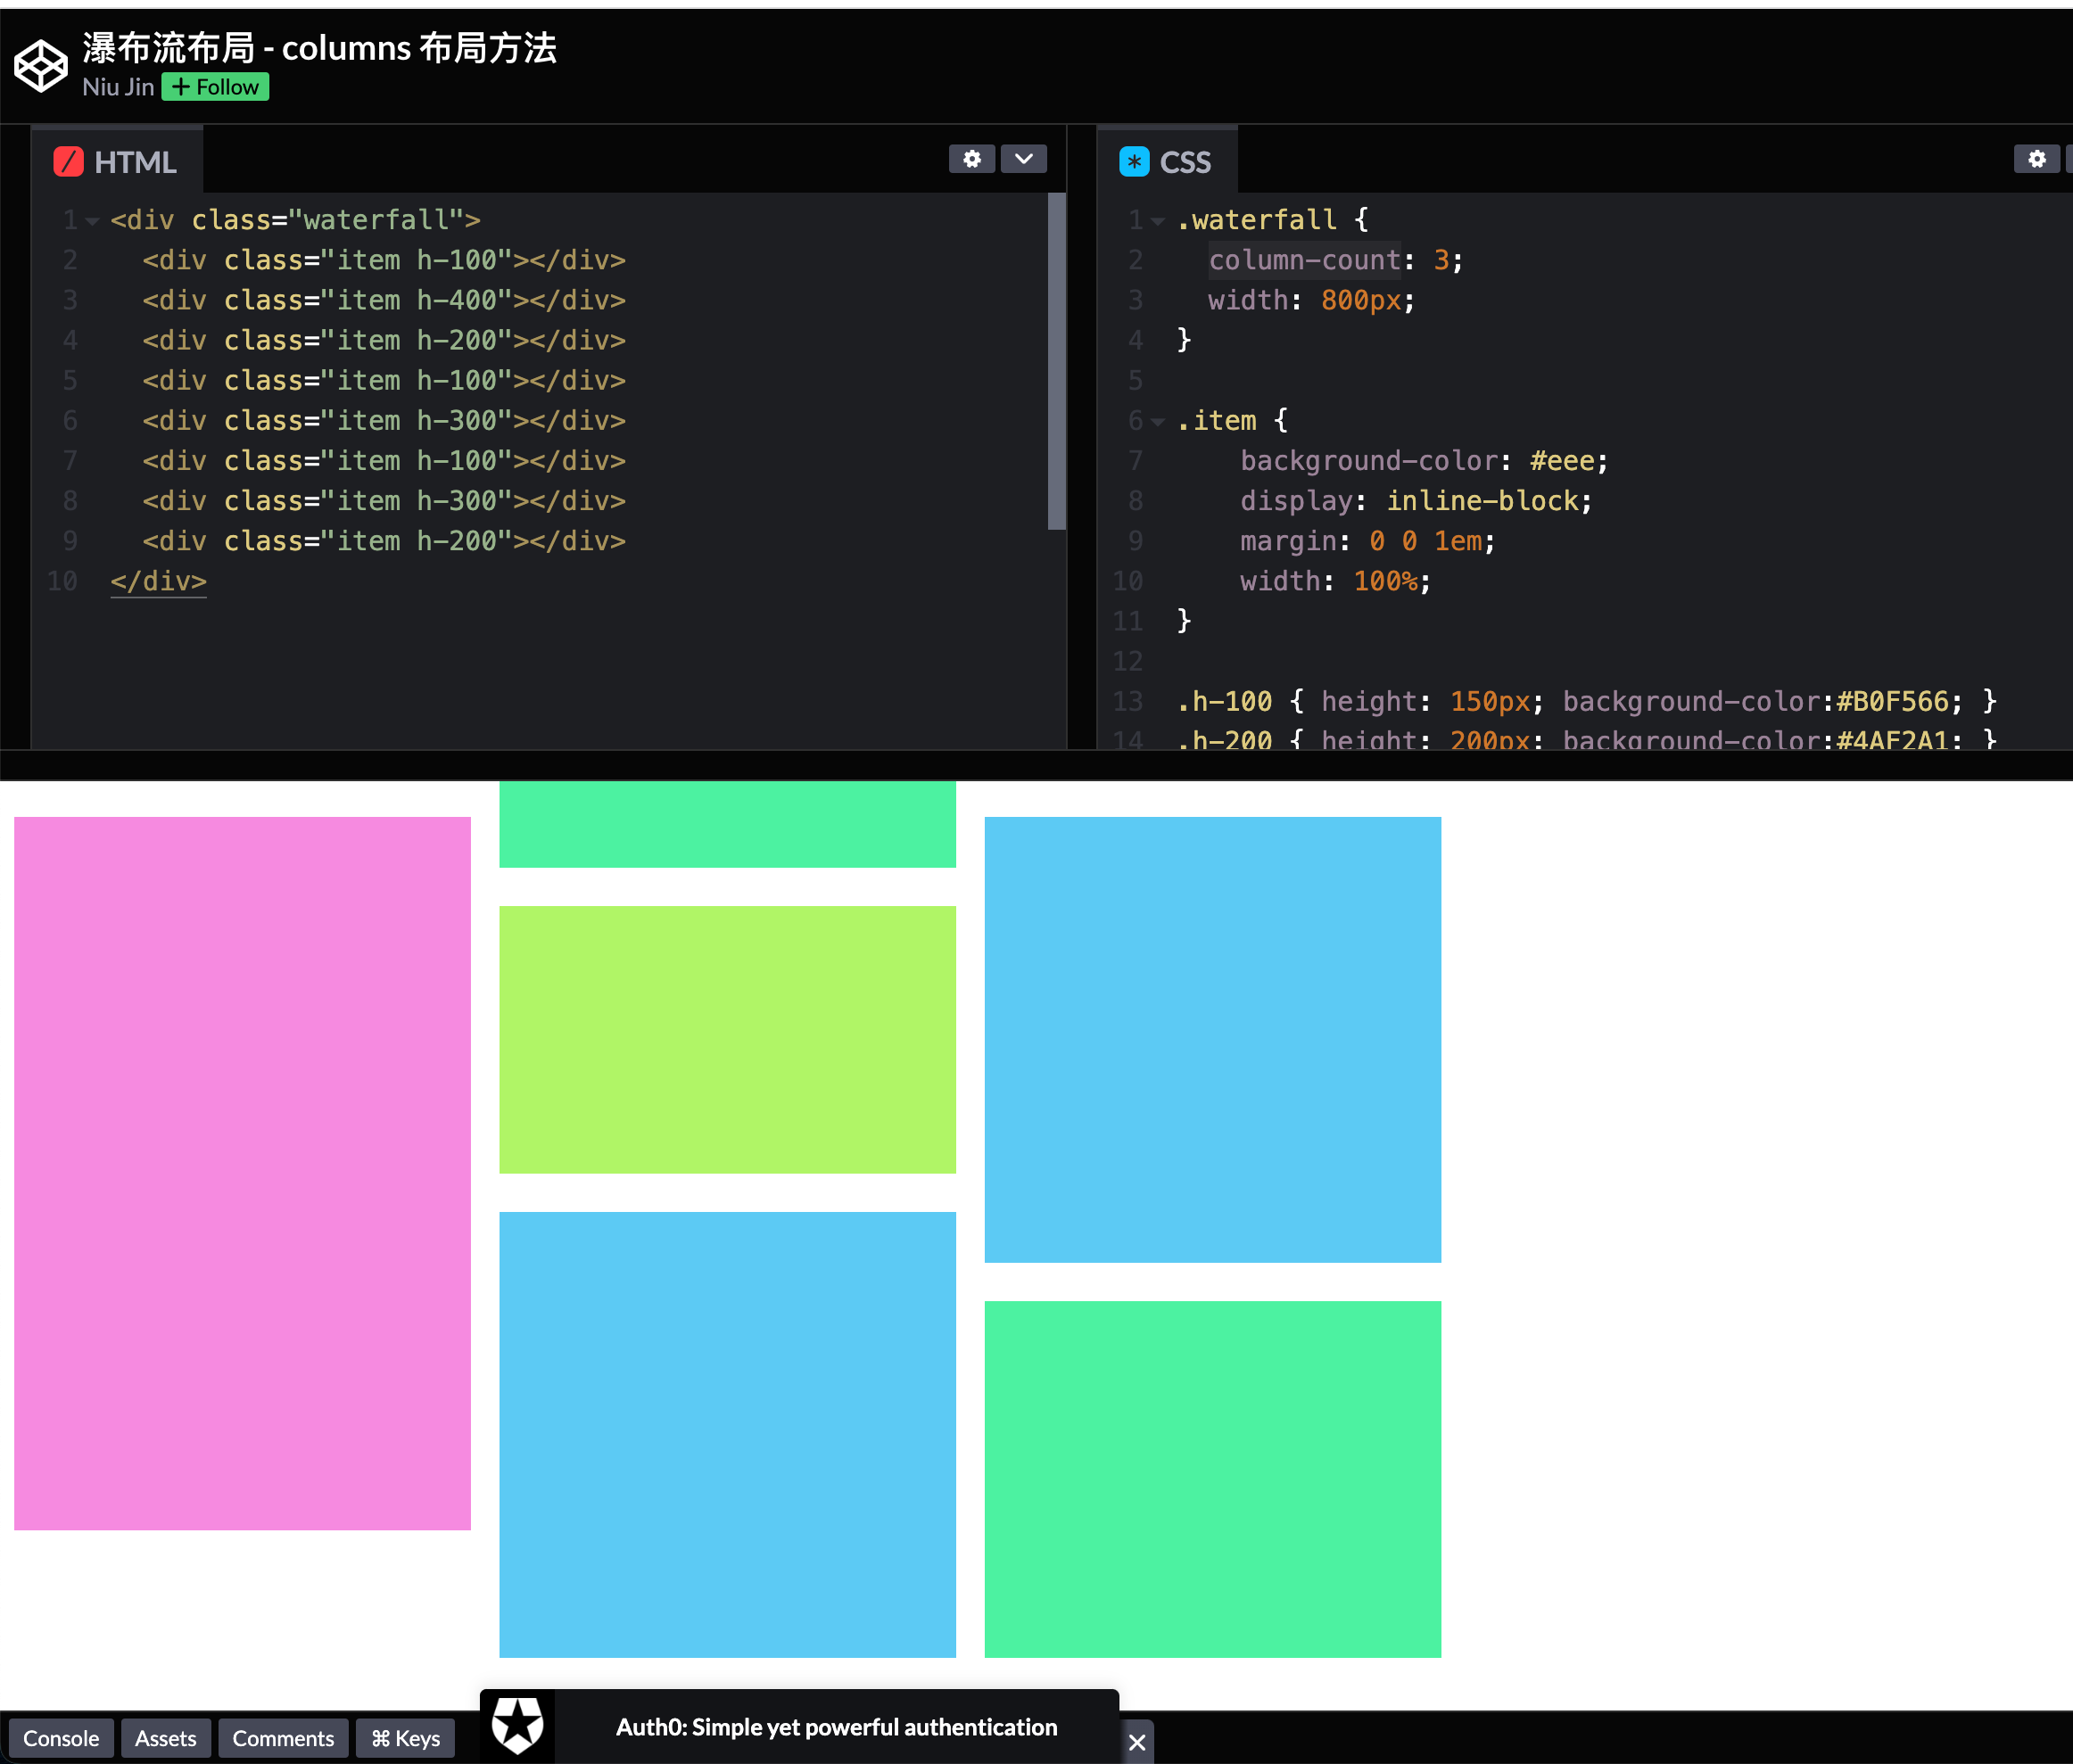 瀑布流布局 - columns 布局方法
Niu Jin + Follow
HTML
1 <div class="waterfall">
2 <div class="item h-100"></div>
3 <div class="item h-400"></div>
4 <div class="item h-200"></div>
5 <div class="item h-100"></div>
6 <div class="item h-300"></div>
7 <div class="item h-100"></div>
8 <div class="item h-300"></div>
9 <div class="item h-200"></div>
10 </div>
CSS
1 .waterfall {
2 column-count: 3;
3 width: 800px;
4 }
5
6 .item {
7 background-color: #eee;
8 display: inline-block;
9 margin: 0 0 1em;
10 width: 100%;
11 }
12
13 .h-100 { height: 150px; background-color:#B0F566; }
14 .h-200 { height: 200px; background-color:#4AF2A1; }
Console Assets Comments ⌘ Keys
Auth0: Simple yet powerful authentication